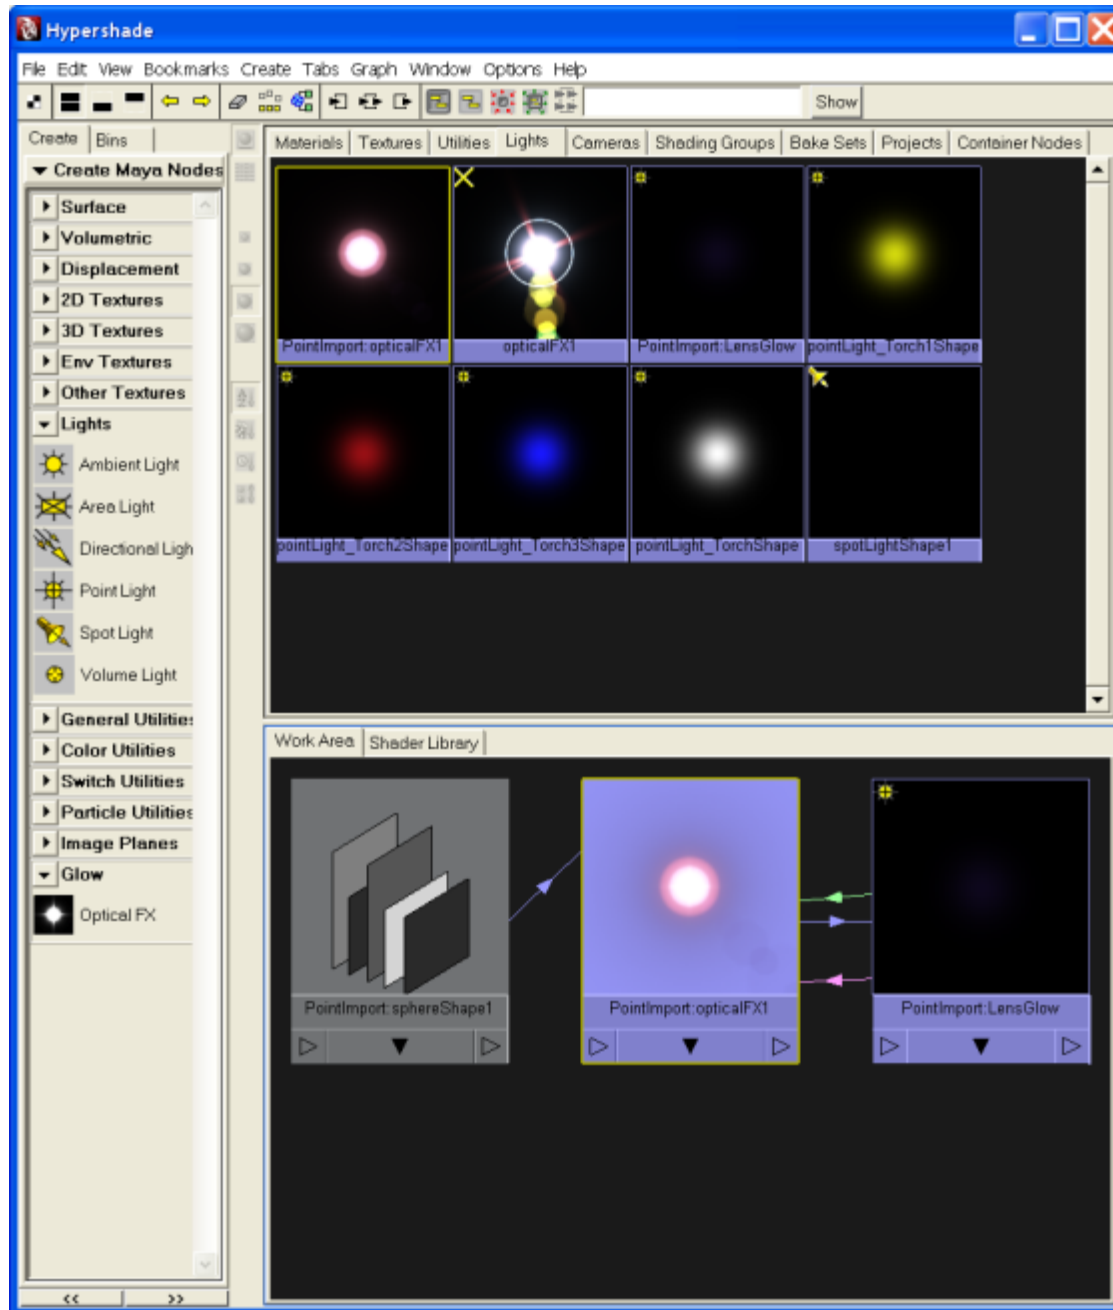 Hypershade
File Edit View Bookmarks Create Tabs Graph Window Options Help
Show
Create Bins
Create Maya Nodes
Surface
Volumetric
Displacement
2D Textures
3D Textures
Env Textures
Other Textures
Lights
Ambient Light
Area Light
Directional Ligh
Point Light
Spot Light
Volume Light
General Utilities
Color Utilities
Switch Utilities
Particle Utilities
Image Planes
Glow
Optical FX
<< >>
Materials Textures Utilities Lights Cameras Shading Groups Bake Sets Projects Container Nodes
PointImport:opticalFX1 opticalFX1 PointImport:LensGlow pointLight_Torch1Shape
pointLight_Torch2Shape pointLight_Torch3Shape pointLight_TorchShape spotLightShape1
Work Area Shader Library
PointImport:sphereShape1 PointImport:opticalFX1 PointImport:LensGlow